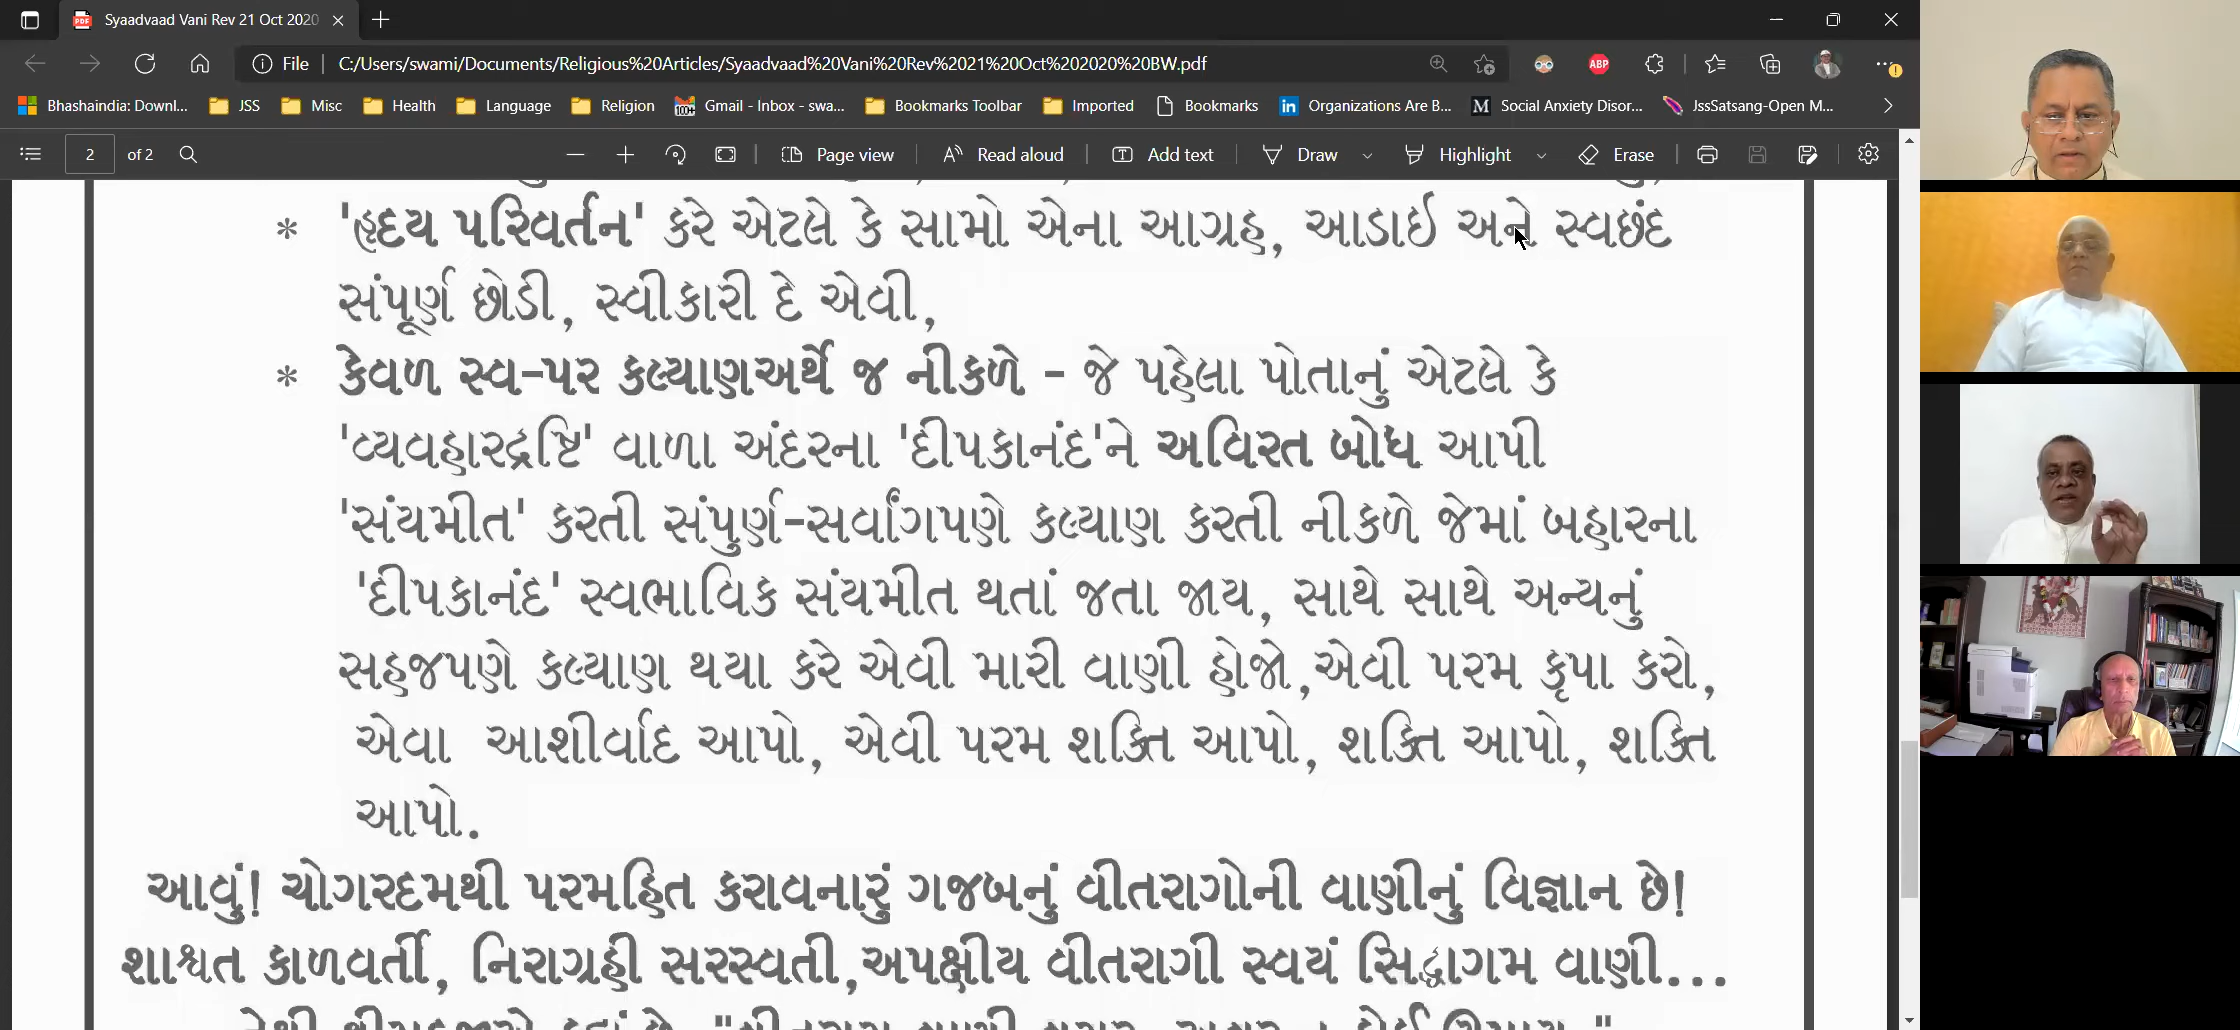 Syaadvaad Vani Rev 21 Oct 2020
File
C:/Users/swami/Documents/Religious%20Articles/Syaadvaad%20Vani%20Rev%2021%20Oct%202020%20BW.pdf
ABP
Bhashaindia: Downl... JSS Misc Health Language Religion Gmail - Inbox - swa... Bookmarks Toolbar Imported Bookmarks Organizations Are B... Social Anxiety Disor... JssSatsang-Open M...
2 of 2 Page view Read aloud Add text Draw Highlight Erase
* 'હૃદય પરિવર્તન' કરે એટલે કે સામો એના આગ્રહ, આડાઈ અને સ્વછંદ
સંપૂર્ણ છોડી, સ્વીકારી દે એવી,
* કેવળ સ્વ-પર કલ્યાણઅર્થે જ નીકળે - જે પહેલા પોતાનું એટલે કે
'વ્યવહારદ્રષ્ટિ' વાળા અંદરના 'દીપકાનંદ'ને અવિરત બોધ આપી
'સંયમીત' કરતી સંપુર્ણ-સર્વાંગપણે કલ્યાણ કરતી નીકળે જેમાં બહારના
'દીપકાનંદ' સ્વભાવિક સંયમીત થતાં જતા જાય, સાથે સાથે અન્યનું
સહજપણે કલ્યાણ થયા કરે એવી મારી વાણી હોજો,એવી પરમ કૃપા કરો,
એવા આશીર્વાદ આપો, એવી પરમ શક્તિ આપો, શક્તિ આપો, શક્તિ
આપો.
આવું! ચોગરદમથી પરમહિત કરાવનારું ગજબનું વીતરાગોની વાણીનું વિજ્ઞાન છે!
શાશ્વત કાળવર્તી, નિરાગ્રહી સરસ્વતી,અપક્ષીય વીતરાગી સ્વયં સિદ્ધાગમ વાણી...